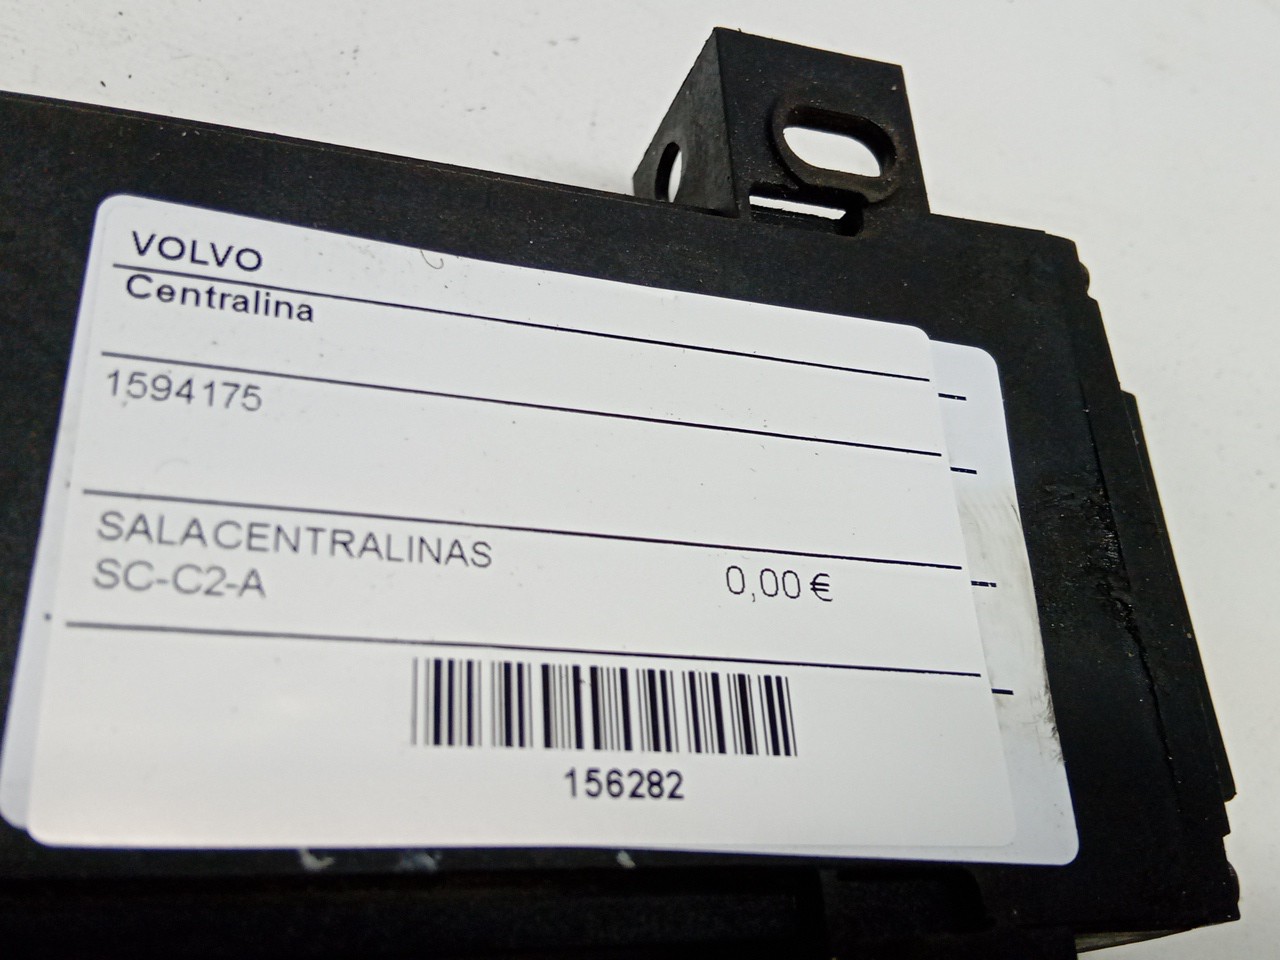 VOLVO
Centralina
1594175
SALACENTRALINAS
SC-C2-A
0,00€
156282